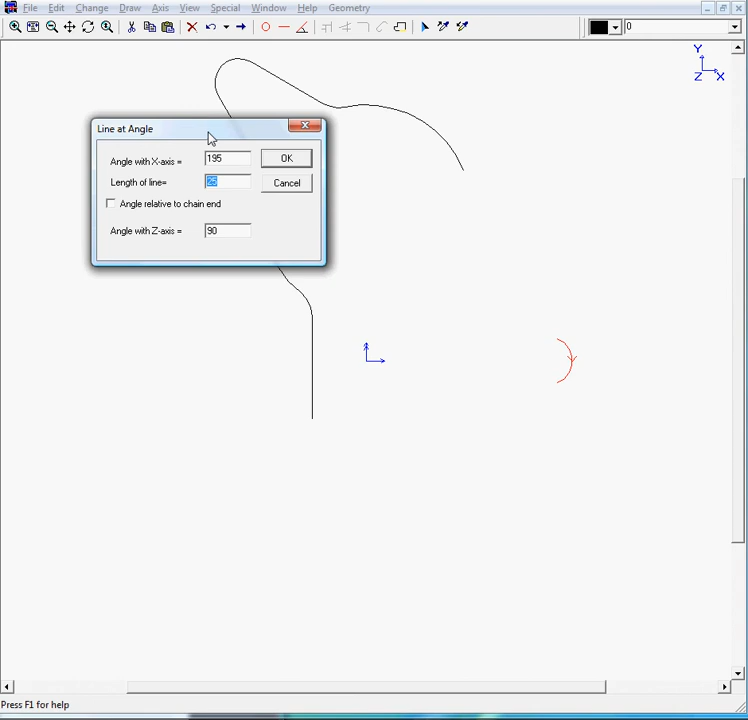 File Edit Change Draw Axis View Special Window Help Geometry
0
Y
Z X
Line at Angle
Angle with X-axis = 195 OK
Length of line= 25 Cancel
Angle relative to chain end
Angle with Z-axis = 90
Press F1 for help